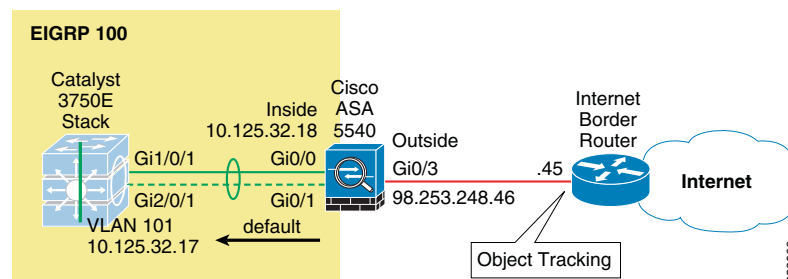 EIGRP 100
Catalyst
3750E
Stack
Cisco
ASA
5540
Inside
10.125.32.18
Gi1/0/1
Gi0/0
Gi2/0/1
Gi0/1
VLAN 101
10.125.32.17
default
Outside
Gi0/3
98.253.248.46
.45
Internet
Border
Router
Internet
Object Tracking